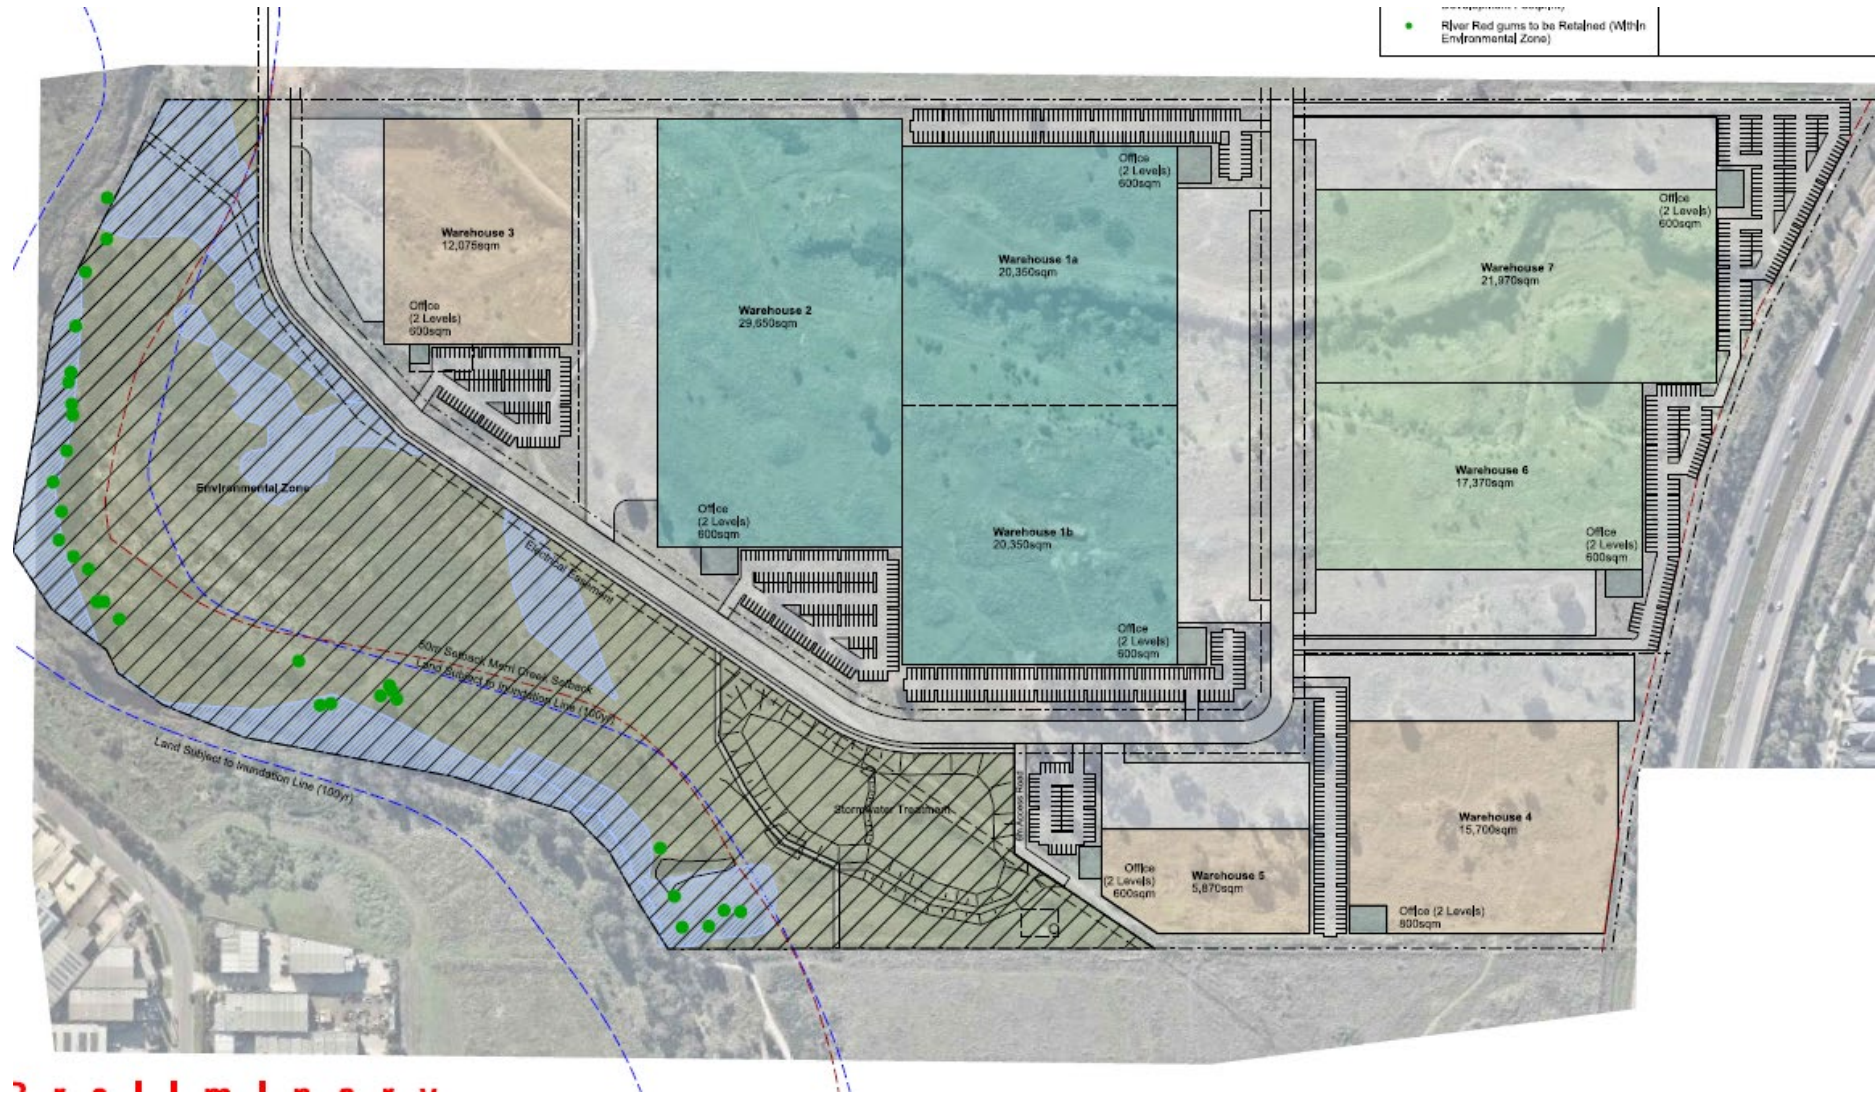 River Red gums to be Retained (Within
Environmental Zone)
Office
(2 Levels)
600sqm
Office
(2 Levels)
600sqm
Warehouse 3
12,075sqm
Warehouse 1a
20,350sqm
Warehouse 7
21,970sqm
Office
(2 Levels)
600sqm
Warehouse 2
29,650sqm
Warehouse 6
17,370sqm
Environmental Zone
Office
(2 Levels)
600sqm
Warehouse 1b
20,350sqm
Office
(2 Levels)
600sqm
Electrical Easement
Office
(2 Levels)
600sqm
50m Setback Merri Creek Setback
Land Subject to Inundation Line (100yr)
Land Subject to Inundation Line (100yr)
Stormwater Treatment
Access Road
Warehouse 4
15,700sqm
Office
(2 Levels)
600sqm
Warehouse 5
5,870sqm
Office (2 Levels)
800sqm